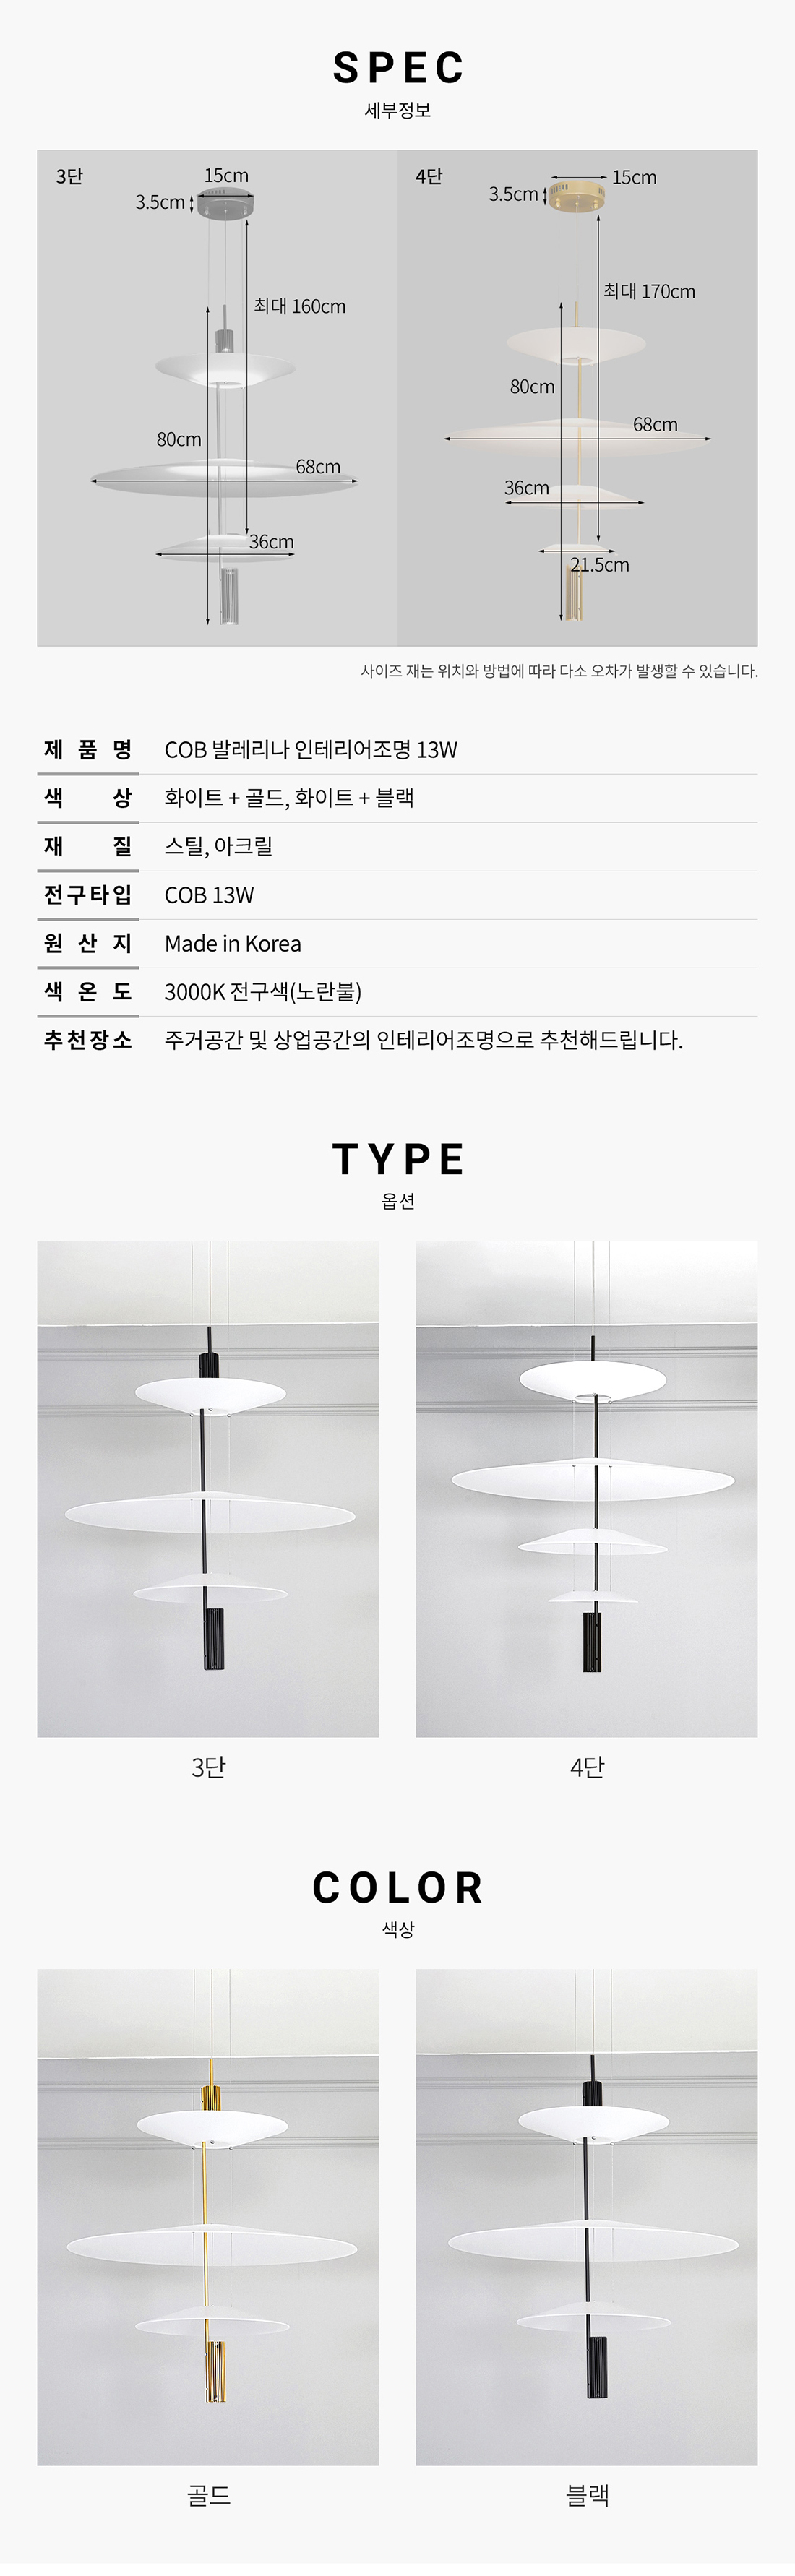 SPEC
세부정보
3단
15cm
3.5cm
최대 160cm
80cm
68cm
36cm
4단
15cm
3.5cm
최대 170cm
80cm
68cm
36cm
21.5cm
사이즈 재는 위치와 방법에 따라 다소 오차가 발생할 수 있습니다.
제 품 명 COB 발레리나 인테리어조명 13W
색 상 화이트 + 골드, 화이트 + 블랙
재 질 스틸, 아크릴
전구타입 COB 13W
원 산 지 Made in Korea
색 온 도 3000K 전구색(노란불)
추천장소 주거공간 및 상업공간의 인테리어조명으로 추천해드립니다.
TYPE
옵션
3단
4단
COLOR
색상
골드
블랙